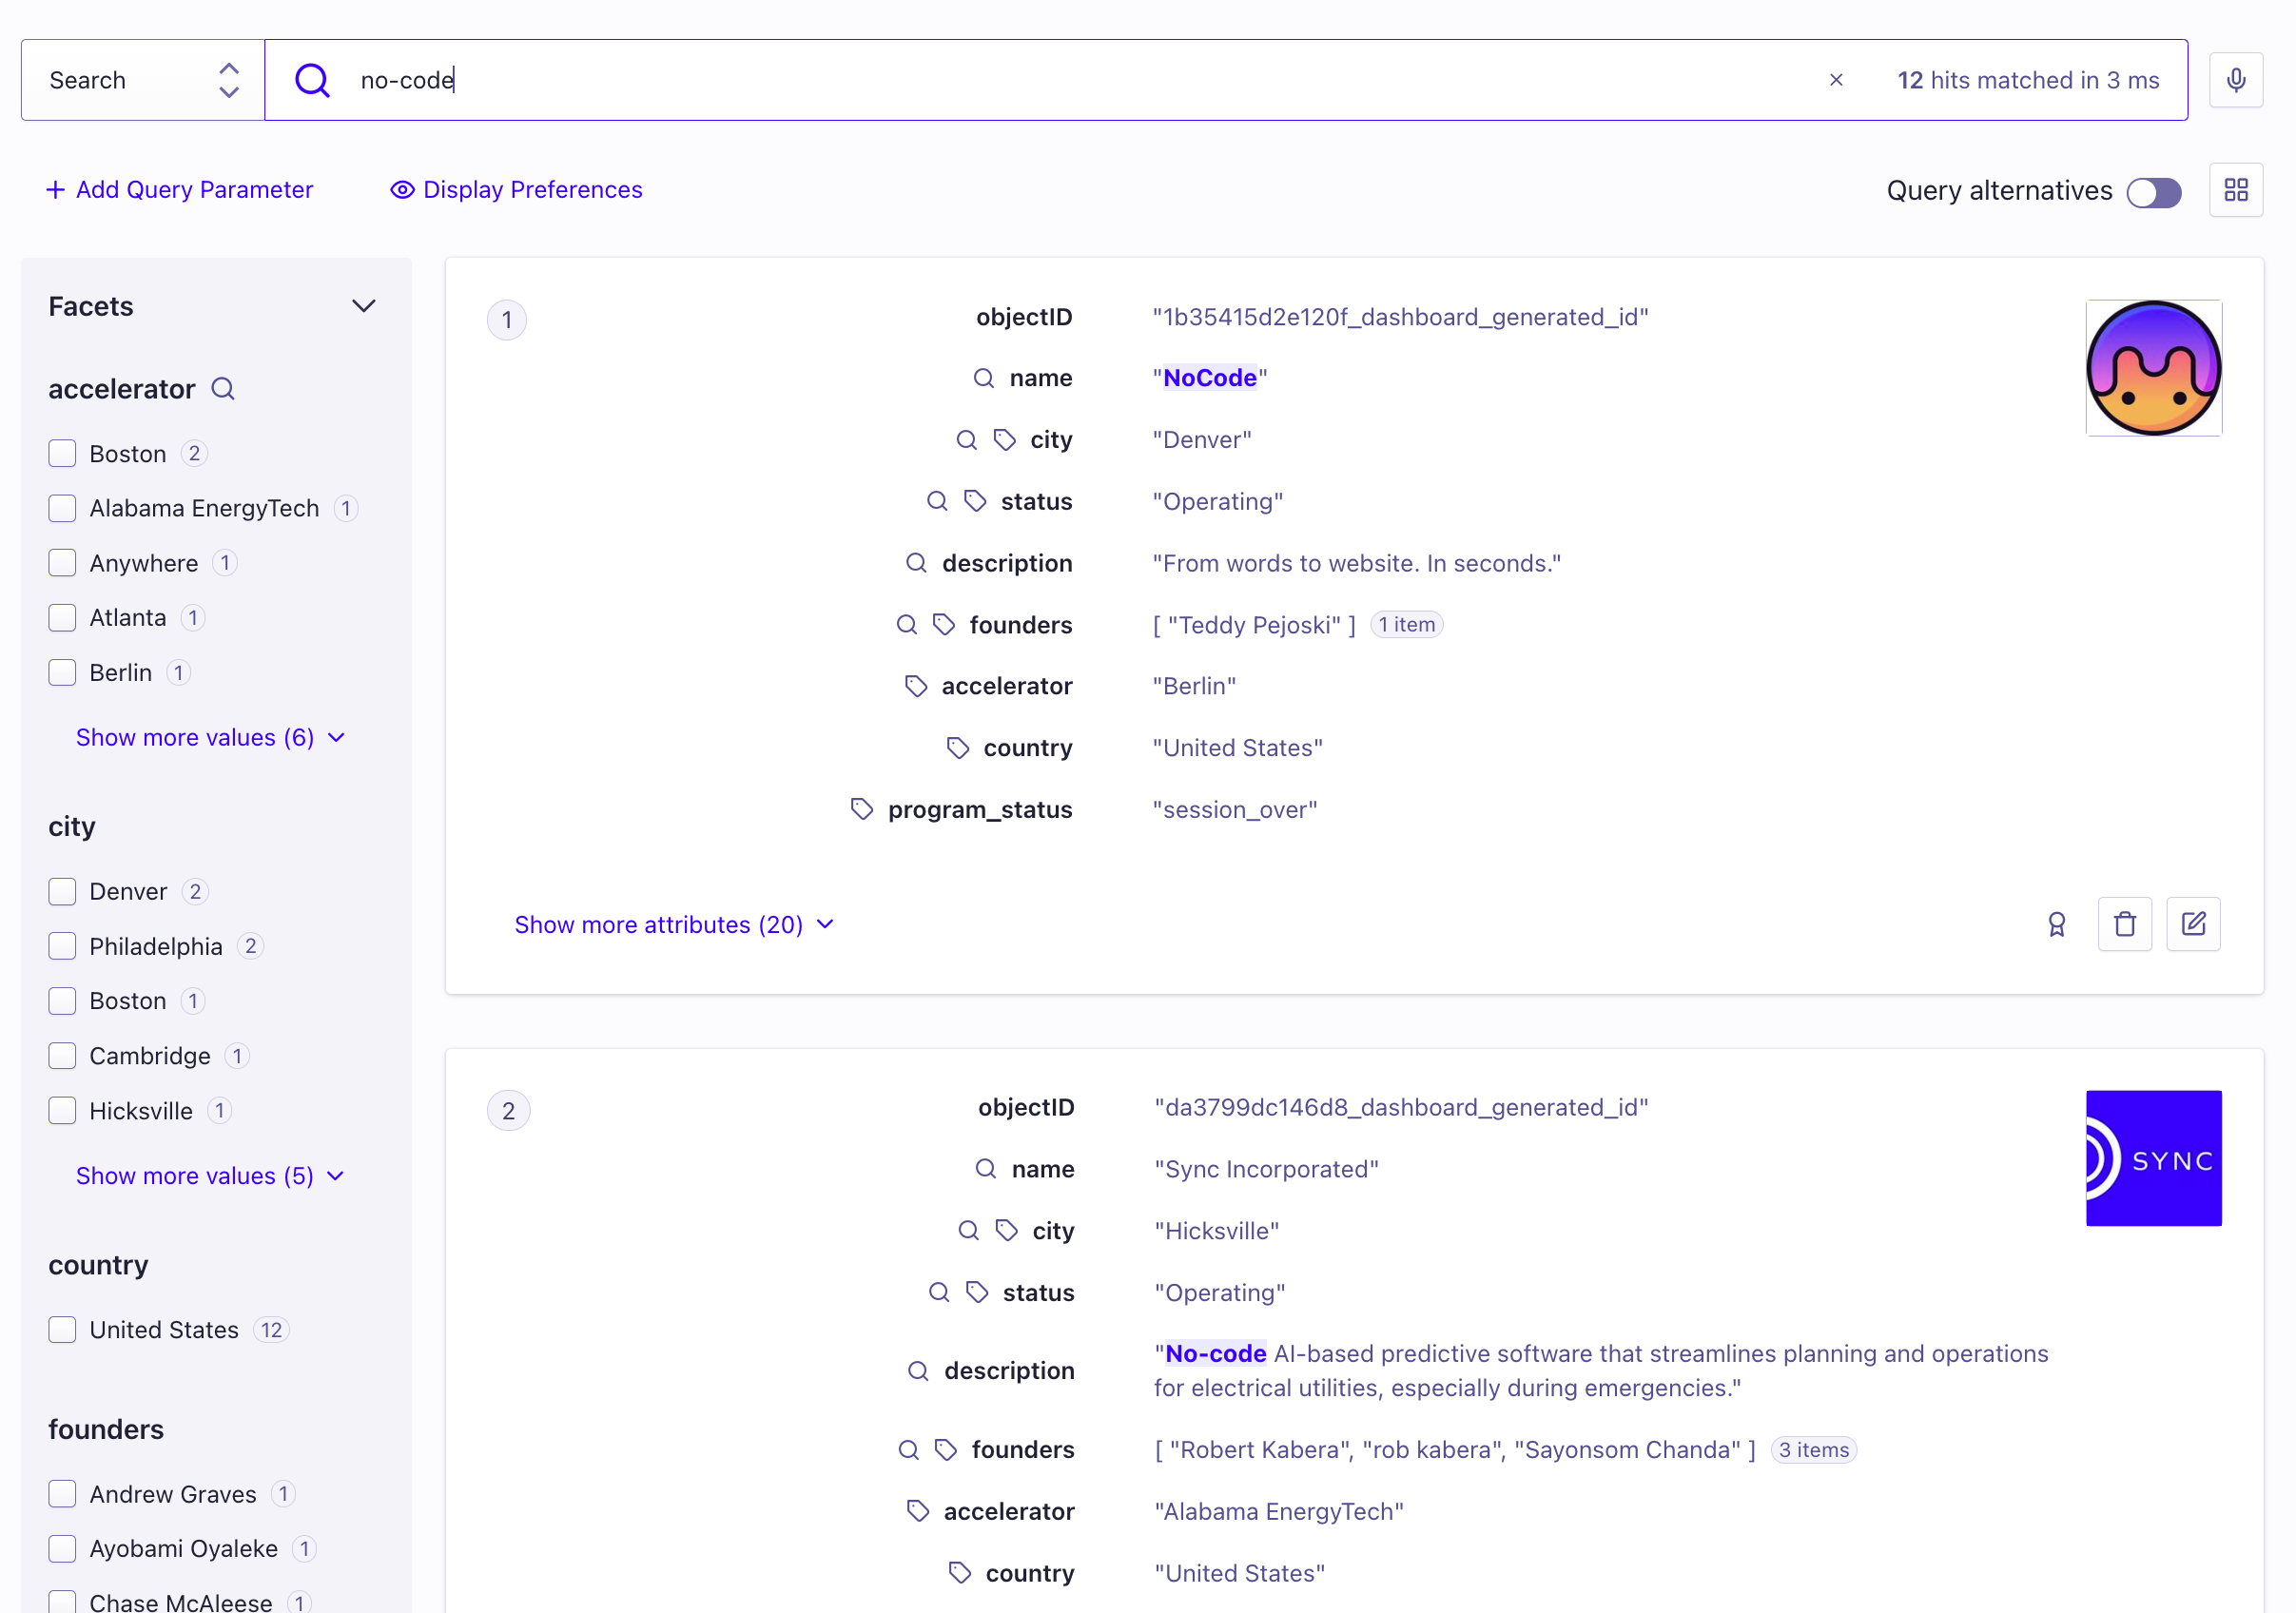 Search
no-code
12 hits matched in 3 ms
Add Query Parameter
Display Preferences
Query alternatives
Facets
accelerator
Boston 2
Alabama EnergyTech 1
Anywhere 1
Atlanta 1
Berlin 1
Show more values (6)
city
Denver 2
Philadelphia 2
Boston 1
Cambridge 1
Hicksville 1
Show more values (5)
country
United States 12
founders
Andrew Graves 1
Ayobami Oyaleke 1
Chase McAleese 1
1
objectID "1b35415d2e120f_dashboard_generated_id"
name "NoCode"
city "Denver"
status "Operating"
description "From words to website. In seconds."
founders [ "Teddy Pejoski" ] 1 item
accelerator "Berlin"
country "United States"
program_status "session_over"
Show more attributes (20)
2
objectID "da3799dc146d8_dashboard_generated_id"
SYNC
name "Sync Incorporated"
city "Hicksville"
status "Operating"
description "No-code AI-based predictive software that streamlines planning and operations
for electrical utilities, especially during emergencies."
founders [ "Robert Kabera", "rob kabera", "Sayonsom Chanda" ] 3 items
accelerator "Alabama EnergyTech"
country "United States"